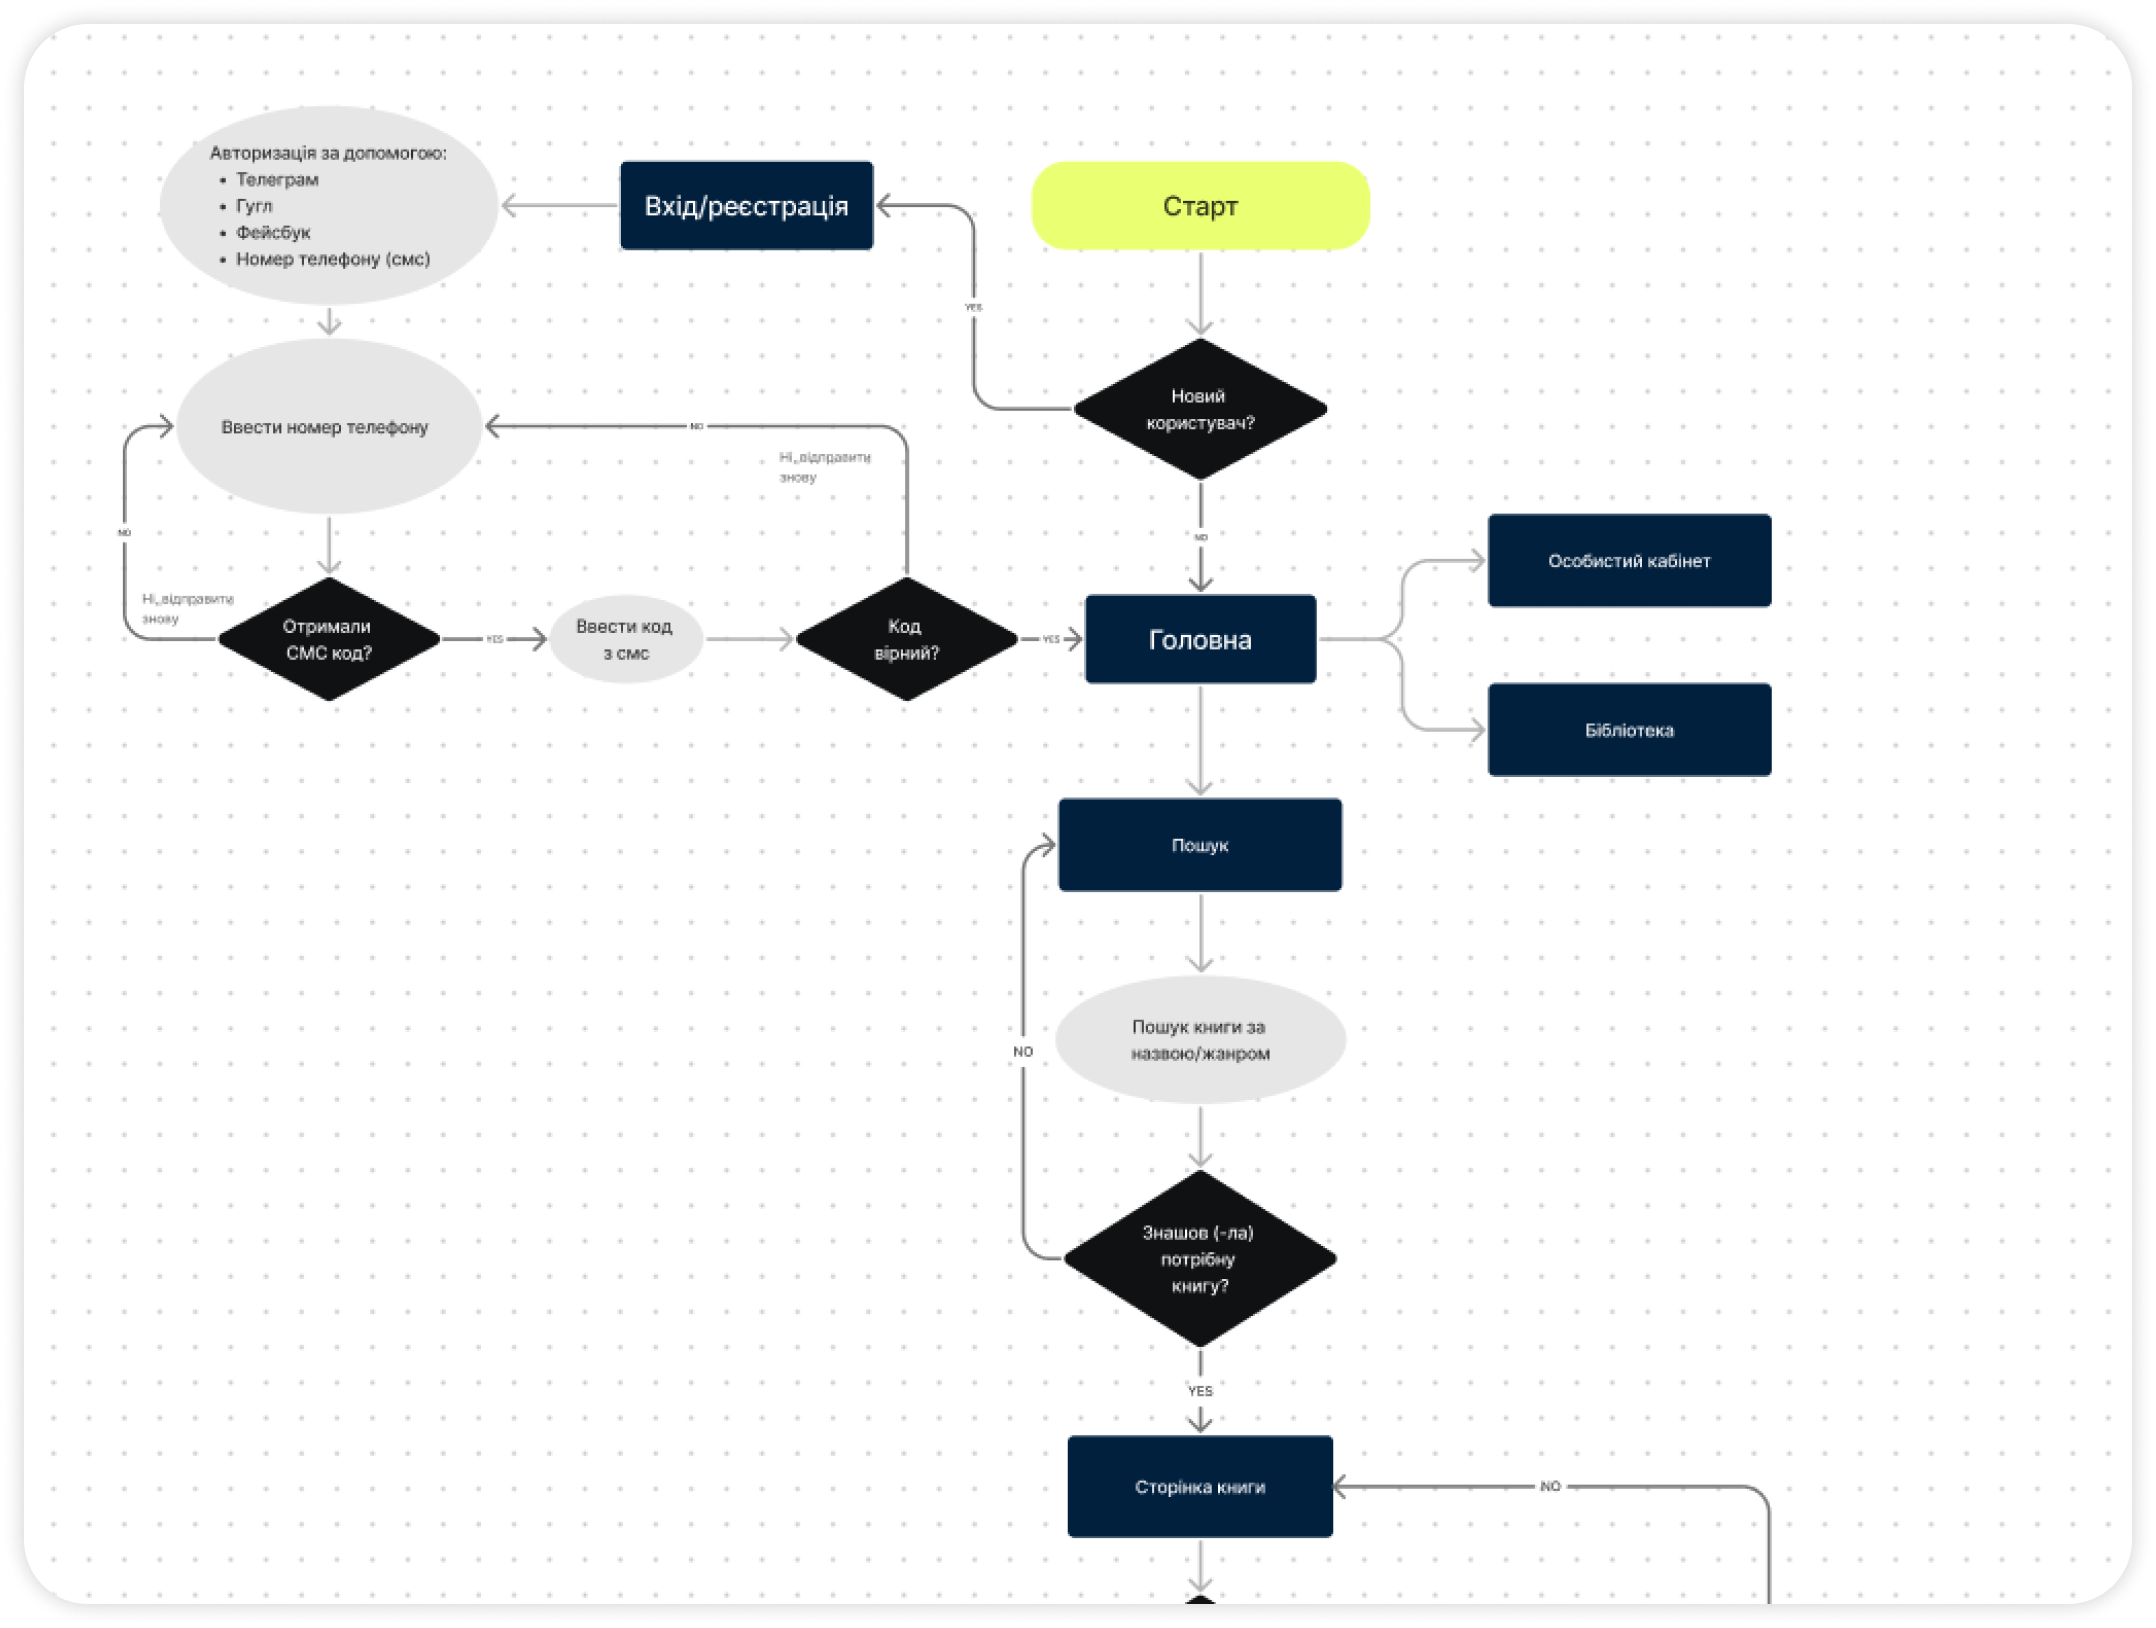 Авторизація за допомогою:
• Телеграм
• Гугл
• Фейсбук
• Номер телефону (смс)
Вхід/реєстрація
Старт
YES
Новий
користувач?
Ввести номер телефону
NO
Ні, відправити
знову
NO
NO
Особистий кабінет
Ні, відправити
знову
Отримали
СМС код?
YES
Ввести код
з смс
Код
вірний?
YES
Головна
Бібліотека
Пошук
Пошук книги за
назвою/жанром
NO
Знашов (-ла)
потрібну
книгу?
YES
Сторінка книги
NO